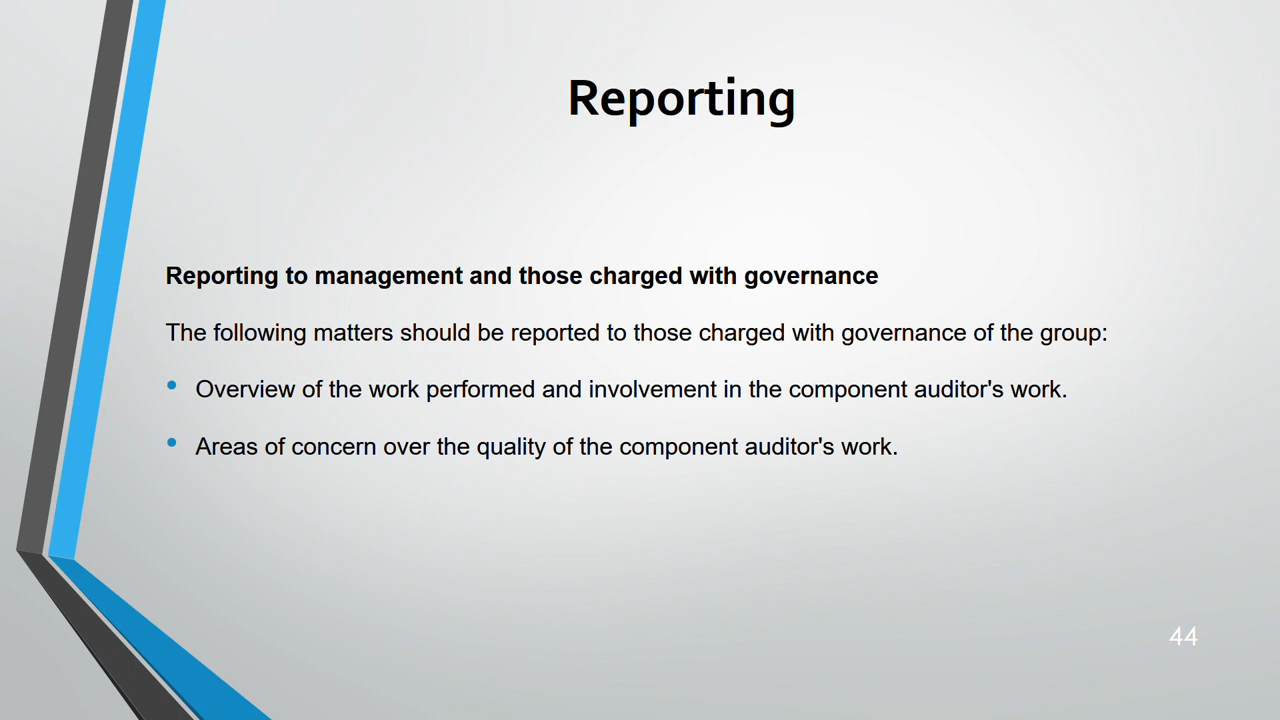 Reporting
Reporting to management and those charged with governance
The following matters should be reported to those charged with governance of the group:
• Overview of the work performed and involvement in the component auditor's work.
• Areas of concern over the quality of the component auditor's work.
44